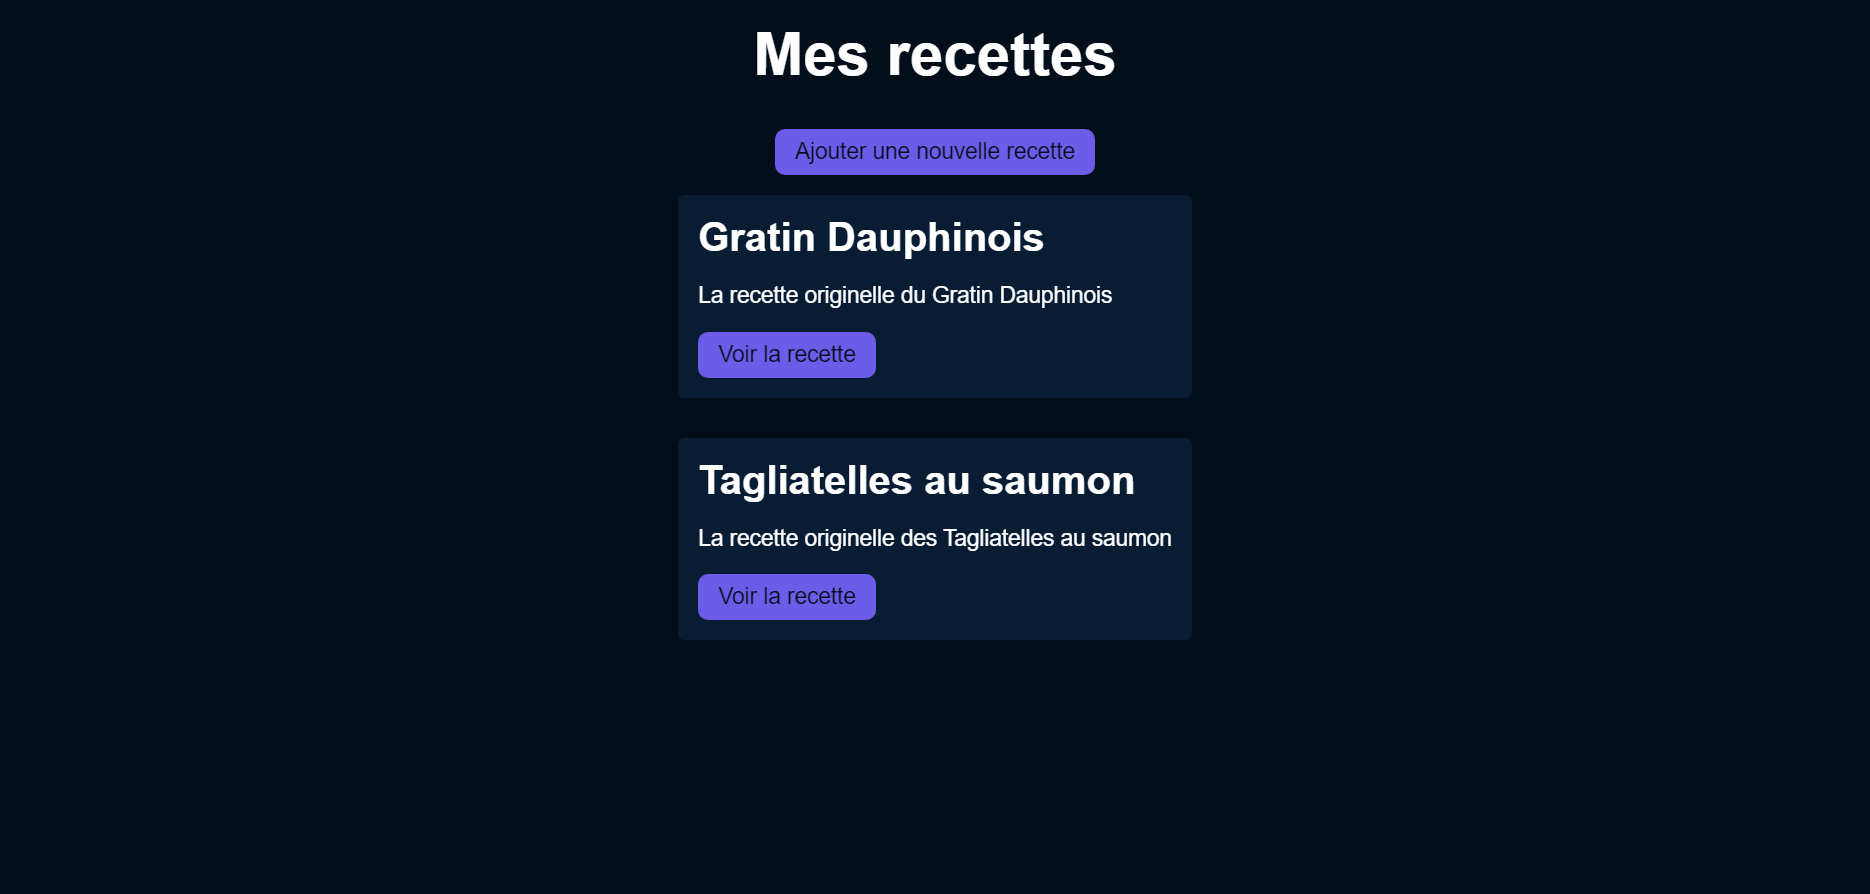 Mes recettes
Ajouter une nouvelle recette
Gratin Dauphinois
La recette originelle du Gratin Dauphinois
Voir la recette
Tagliatelles au saumon
La recette originelle des Tagliatelles au saumon
Voir la recette